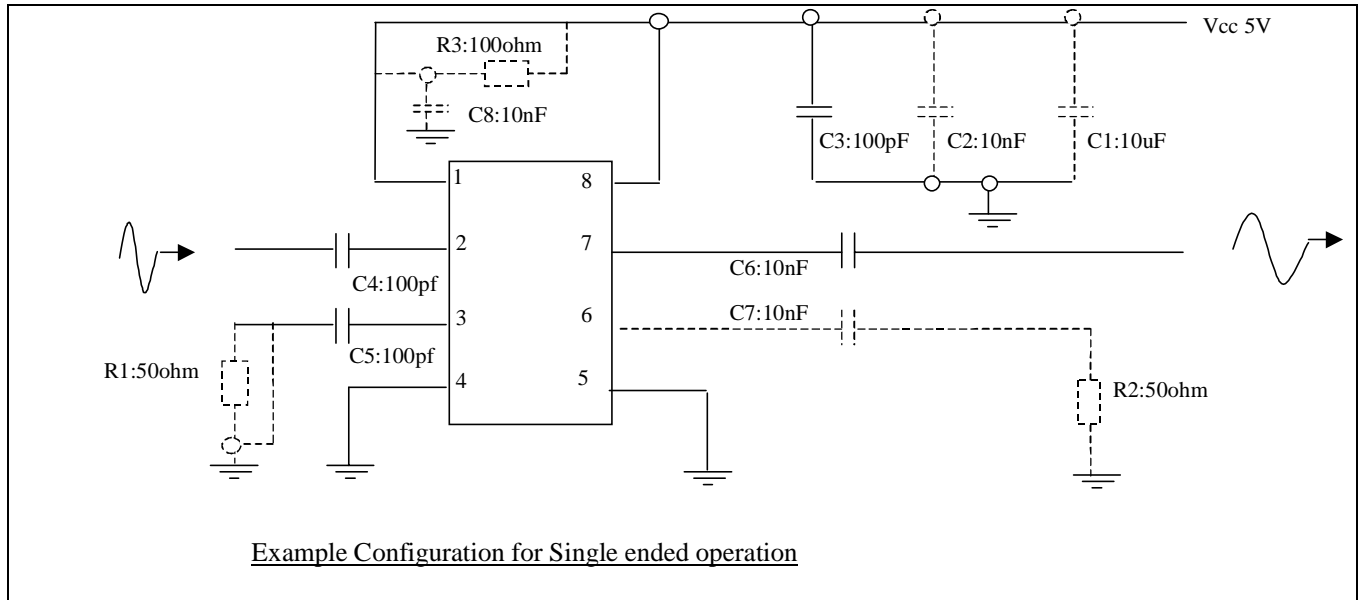 Vcc 5V
R3:100ohm
C8:10nF
C3:100pF
C2:10nF
C1:10uF
1
8
2
7
C4:100pf
C6:10nF
3
6
C7:10nF
C5:100pf
R1:50ohm
4
5
R2:50ohm
Example Configuration for Single ended operation